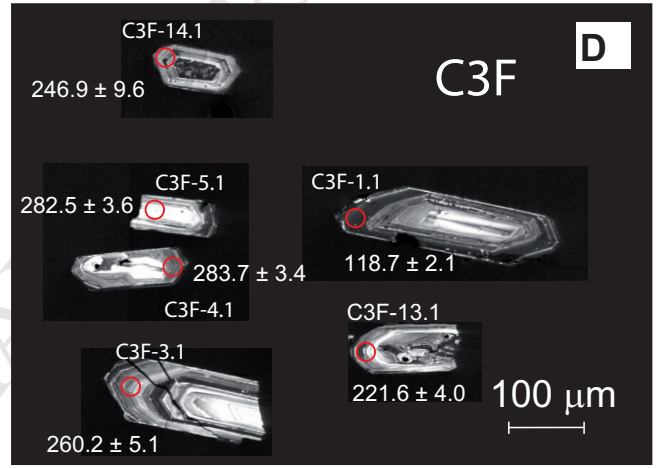 C3F-14.1
D
C3F
246.9 ± 9.6
C3F-5.1
C3F-1.1
282.5 ± 3.6
118.7 ± 2.1
283.7 ± 3.4
C3F-4.1
C3F-13.1
C3F-3.1
221.6 ± 4.0
100 μm
260.2 ± 5.1